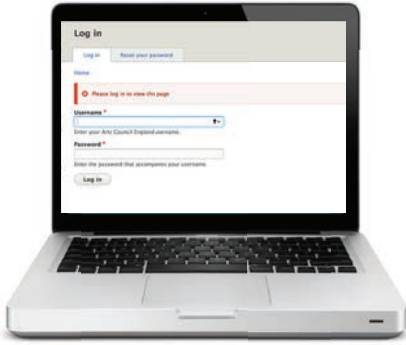 Log in
Log in Reset your password
Home
Please log in to view this page
Username *
Enter your Arts Council England username.
Password *
Enter the password that accompanies your username.
Log in